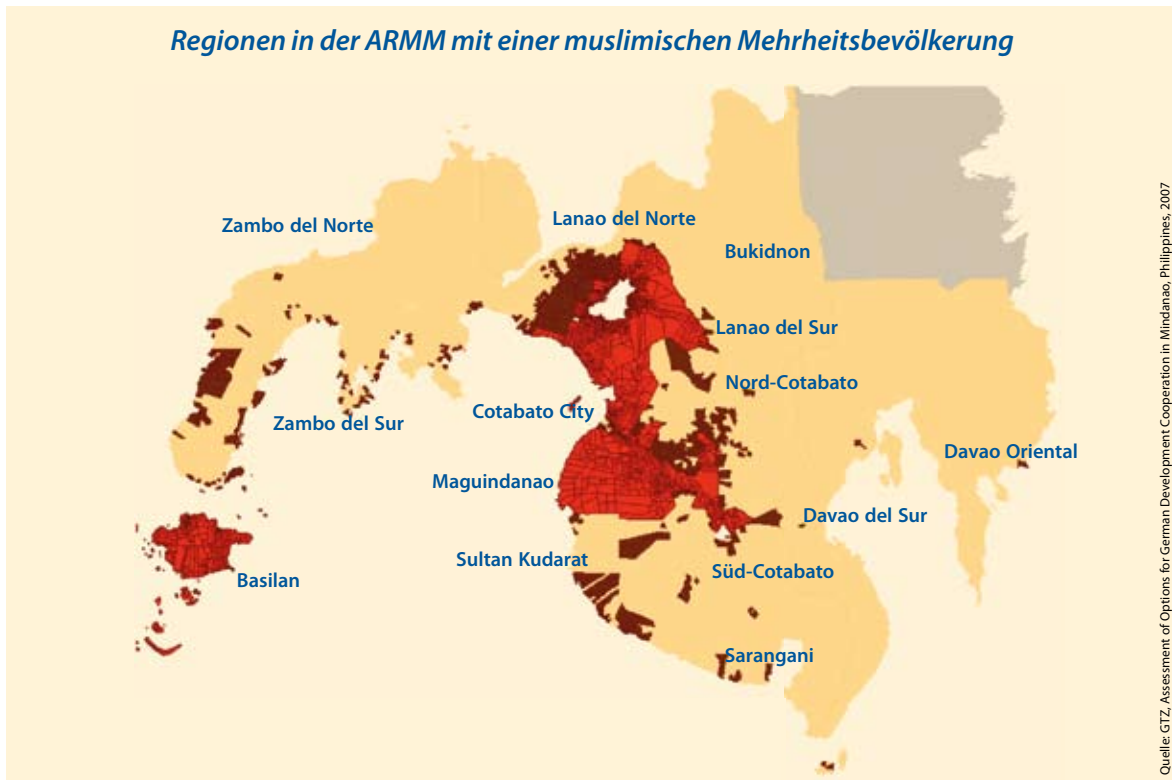 Regionen in der ARMM mit einer muslimischen Mehrheitsbevölkerung
Zambo del Norte
Lanao del Norte
Bukidnon
Lanao del Sur
Nord-Cotabato
Cotabato City
Zambo del Sur
Davao Oriental
Maguindanao
Davao del Sur
Sultan Kudarat
Süd-Cotabato
Basilan
Sarangani
Quelle: GTZ, Assessment of Options for German Development Cooperation in Mindanao, Philippines, 2007